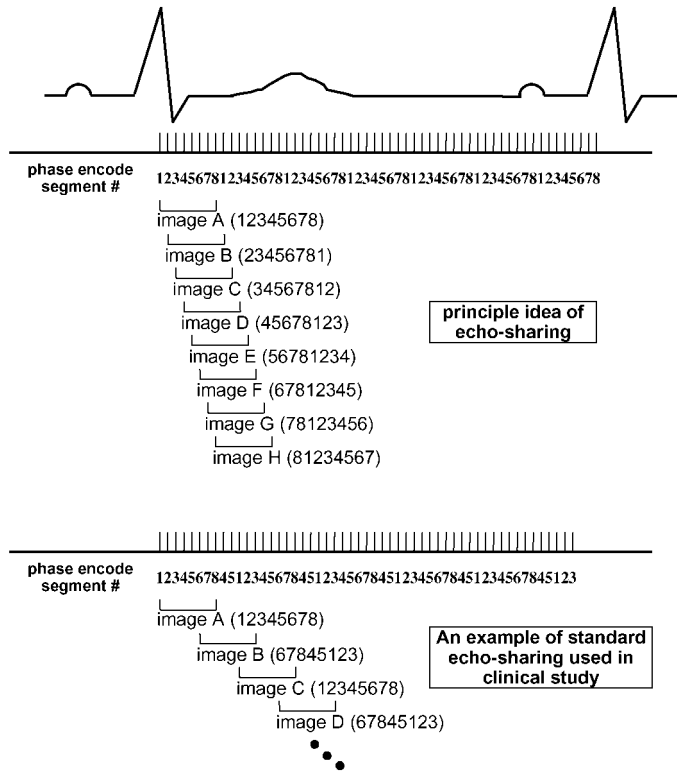 phase encode
segment #
12345678123456781234567812345678123456781234567812345678
image A (12345678)
image B (23456781)
image C (34567812)
image D (45678123)
image E (56781234)
image F (67812345)
image G (78123456)
image H (81234567)
principle idea of
echo-sharing
phase encode
segment #
12345678451234567845123456784512345678451234567845123
image A (12345678)
image B (67845123)
image C (12345678)
image D (67845123)
An example of standard
echo-sharing used in
clinical study